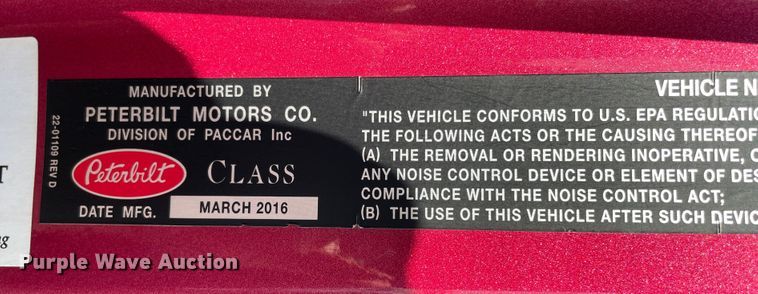 MANUFACTURED BY
PETERBILT MOTORS CO.
DIVISION OF PACCAR Inc
22-01109 REV D
Peterbilt CLASS
DATE MFG. MARCH 2016
VEHICLE N
"THIS VEHICLE CONFORMS TO U.S. EPA REGULATIO
THE FOLLOWING ACTS OR THE CAUSING THEREOF
(A) THE REMOVAL OR RENDERING INOPERATIVE, O
ANY NOISE CONTROL DEVICE OR ELEMENT OF DES
COMPLIANCE WITH THE NOISE CONTROL ACT;
(B) THE USE OF THIS VEHICLE AFTER SUCH DEVIC
T
g
Purple Wave Auction